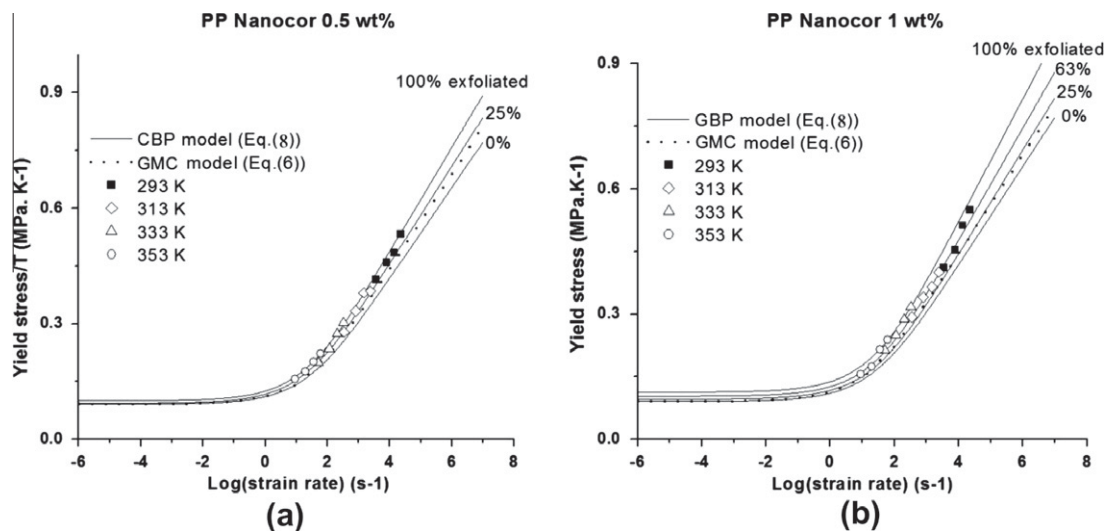 PP Nanocor 0.5 wt%
100% exfoliated
25%
0%
CBP model (Eq.(8))
GMC model (Eq.(6))
293 K
313 K
333 K
353 K
Yield stress/T (MPa. K-1)
0.9
0.6
0.3
0.0
-6 -4 -2 0 2 4 6 8
Log(strain rate) (s-1)
(a)
PP Nanocor 1 wt%
100% exfoliated
63%
25%
0%
GBP model (Eq.(8))
GMC model (Eq.(6))
293 K
313 K
333 K
353 K
Yield stress (MPa.K-1)
0.9
0.6
0.3
0.0
-6 -4 -2 0 2 4 6 8
Log(strain rate) (s-1)
(b)